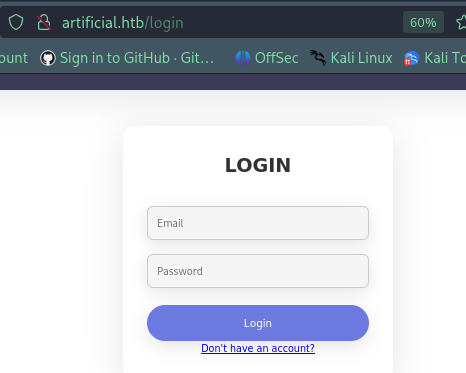 artificial.htb/login
60%
ount Sign in to GitHub · Git… OffSec Kali Linux Kali To
LOGIN
Email
Password
Login
Don't have an account?